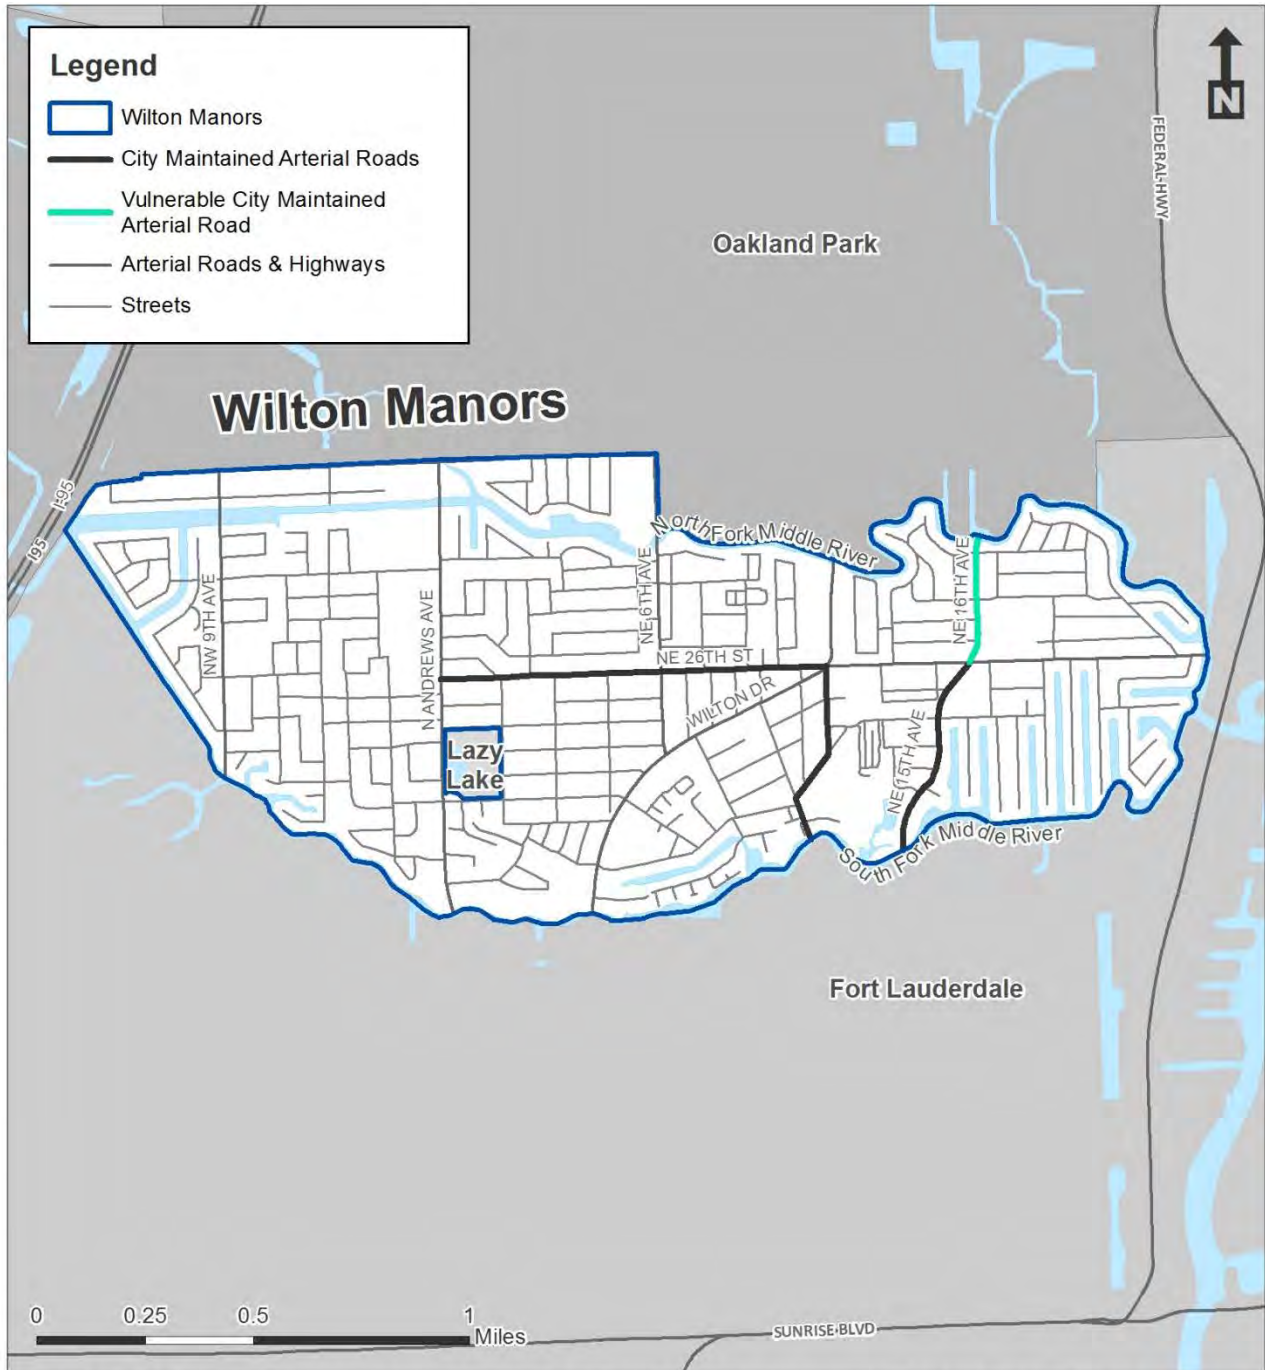 Legend
Wilton Manors
City Maintained Arterial Roads
Vulnerable City Maintained
Arterial Road
Arterial Roads & Highways
Streets
N
FEDERAL HWY
Oakland Park
Wilton Manors
I-95
I-95
North Fork Middle River
NW 9TH AVE
N ANDREWS AVE
NE 6TH AVE
NE 16TH AVE
NE 26TH ST
WILTON DR
Lazy
Lake
NE 15TH AVE
South Fork Middle River
Fort Lauderdale
0 0.25 0.5 1
Miles
SUNRISE BLVD